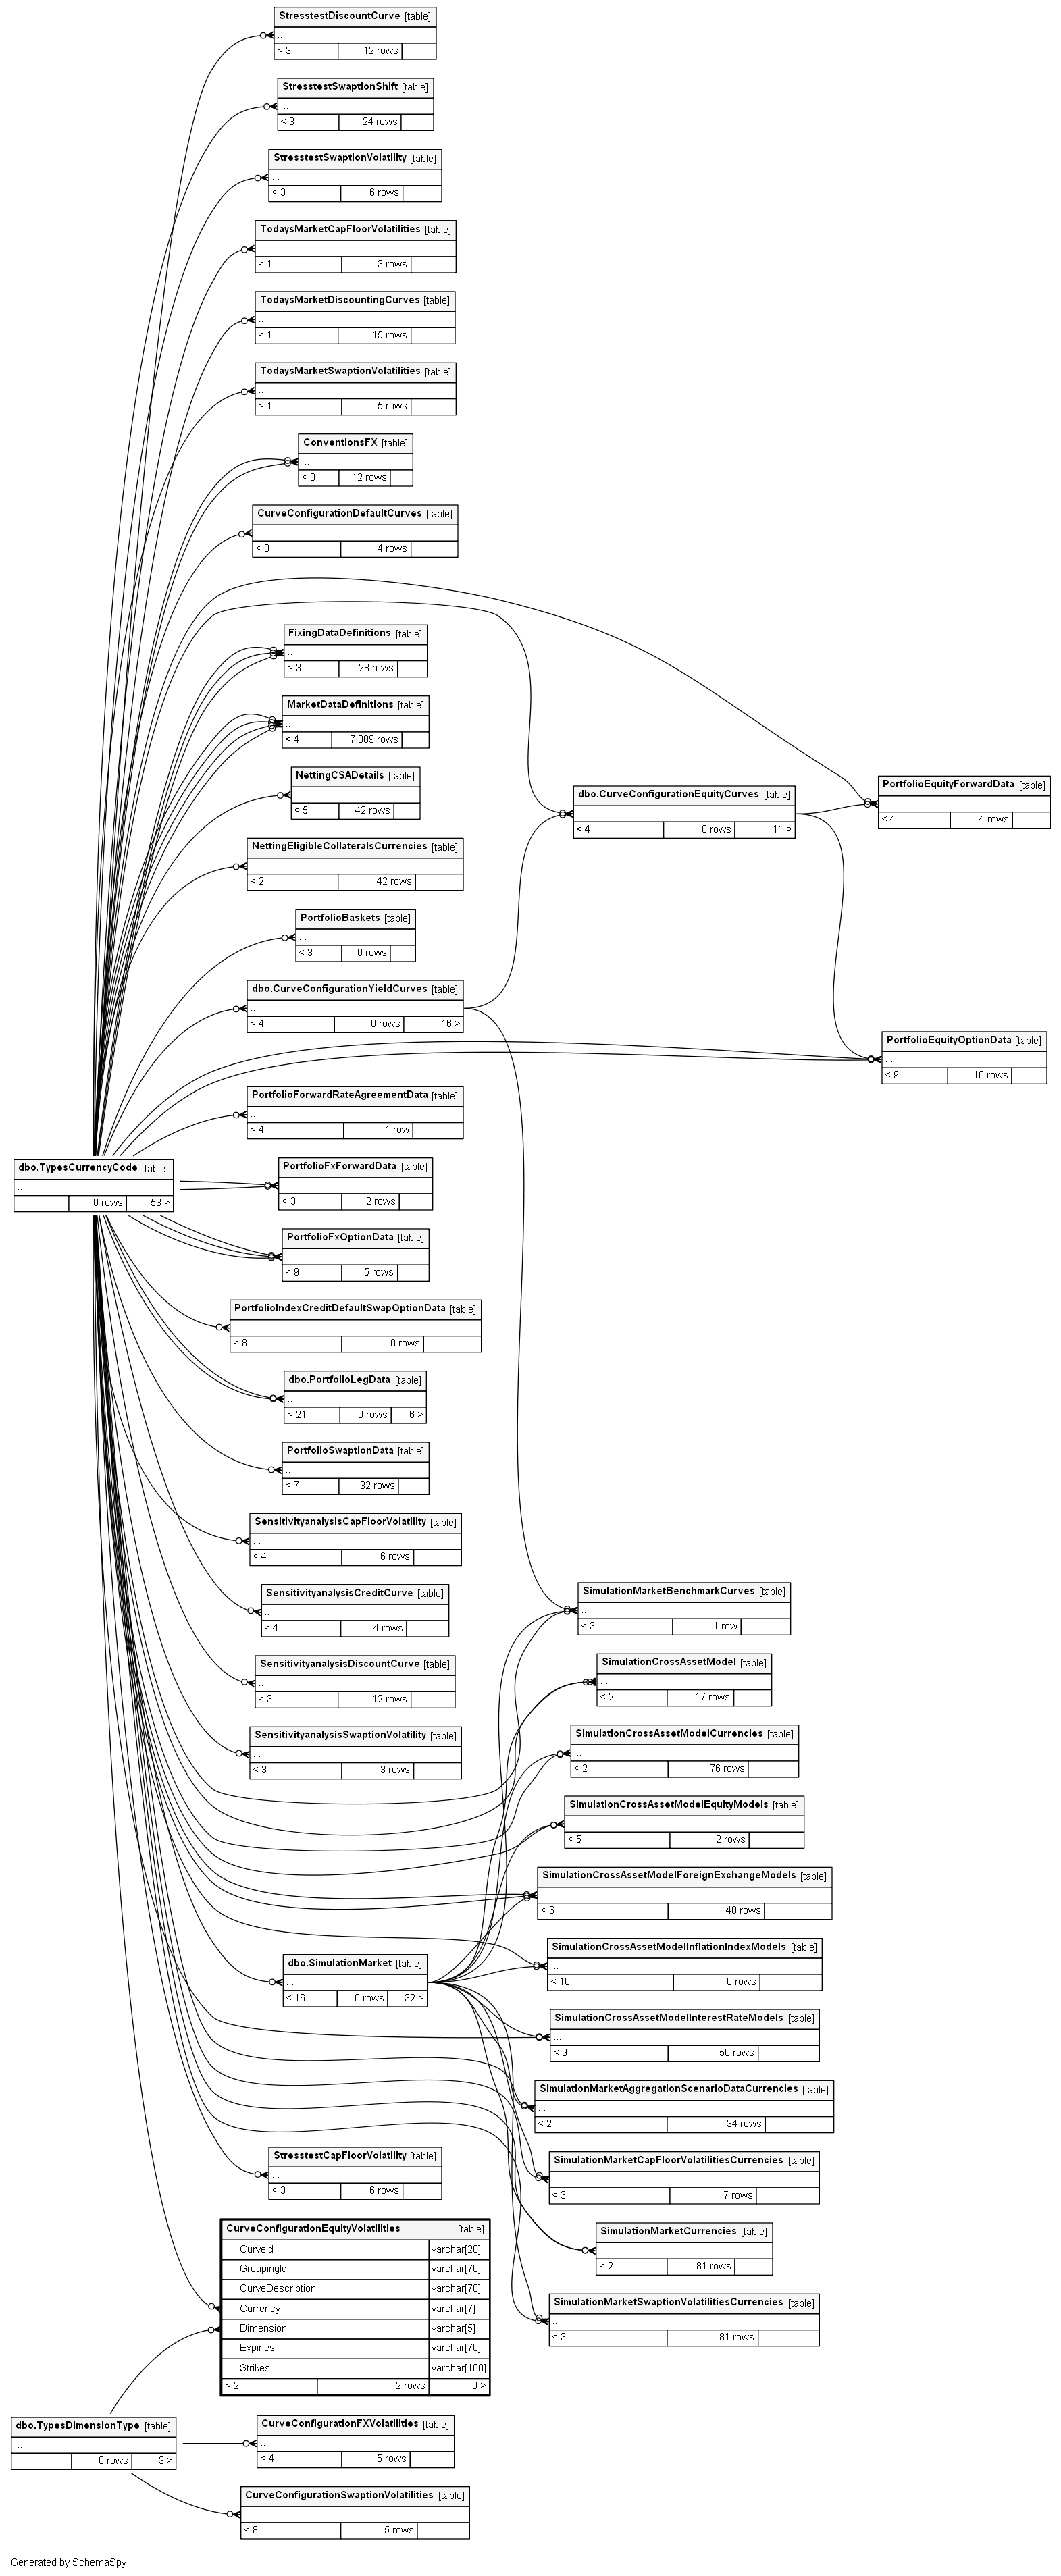 StresstestDiscountCurve [table]
...
< 3 12 rows
StresstestSwaptionShift [table]
...
< 3 24 rows
StresstestSwaptionVolatility [table]
...
< 3 6 rows
TodaysMarketCapFloorVolatilities [table]
...
< 1 3 rows
TodaysMarketDiscountingCurves [table]
...
< 1 15 rows
TodaysMarketSwaptionVolatilities [table]
...
< 1 5 rows
ConventionsFX [table]
...
< 3 12 rows
CurveConfigurationDefaultCurves [table]
...
< 8 4 rows
FixingDataDefinitions [table]
...
< 3 28 rows
MarketDataDefinitions [table]
...
< 4 7.309 rows
NettingCSADetails [table]
...
< 5 42 rows
dbo.CurveConfigurationEquityCurves [table]
...
< 4 0 rows 11 >
PortfolioEquityForwardData [table]
...
< 4 4 rows
NettingEligibleCollateralsCurrencies [table]
...
< 2 42 rows
PortfolioBaskets [table]
...
< 3 0 rows
dbo.CurveConfigurationYieldCurves [table]
...
< 4 0 rows 16 >
PortfolioEquityOptionData [table]
...
< 9 10 rows
PortfolioForwardRateAgreementData [table]
...
< 4 1 row
dbo.TypesCurrencyCode [table]
...
0 rows 53 >
PortfolioFxForwardData [table]
...
< 3 2 rows
PortfolioFxOptionData [table]
...
< 9 5 rows
PortfolioIndexCreditDefaultSwapOptionData [table]
...
< 8 0 rows
dbo.PortfolioLegData [table]
...
< 21 0 rows 6 >
PortfolioSwaptionData [table]
...
< 7 32 rows
SensitivityanalysisCapFloorVolatility [table]
...
< 4 6 rows
SensitivityanalysisCreditCurve [table]
...
< 4 4 rows
SimulationMarketBenchmarkCurves [table]
...
< 3 1 row
SensitivityanalysisDiscountCurve [table]
...
< 3 12 rows
SimulationCrossAssetModel [table]
...
< 2 17 rows
SensitivityanalysisSwaptionVolatility [table]
...
< 3 3 rows
SimulationCrossAssetModelCurrencies [table]
...
< 2 76 rows
SimulationCrossAssetModelEquityModels [table]
...
< 5 2 rows
SimulationCrossAssetModelForeignExchangeModels [table]
...
< 6 48 rows
dbo.SimulationMarket [table]
...
< 16 0 rows 32 >
SimulationCrossAssetModelInflationIndexModels [table]
...
< 10 0 rows
SimulationCrossAssetModelInterestRateModels [table]
...
< 9 50 rows
SimulationMarketAggregationScenarioDataCurrencies [table]
...
< 2 34 rows
StresstestCapFloorVolatility [table]
...
< 3 6 rows
SimulationMarketCapFloorVolatilitiesCurrencies [table]
...
< 3 7 rows
SimulationMarketCurrencies [table]
...
< 2 81 rows
SimulationMarketSwaptionVolatilitiesCurrencies [table]
...
< 3 81 rows
CurveConfigurationEquityVolatilities [table]
CurveId varchar[20]
GroupingId varchar[70]
CurveDescription varchar[70]
Currency varchar[7]
Dimension varchar[5]
Expiries varchar[70]
Strikes varchar[100]
< 2 2 rows 0 >
dbo.TypesDimensionType [table]
...
0 rows 3 >
CurveConfigurationFXVolatilities [table]
...
< 4 5 rows
CurveConfigurationSwaptionVolatilities [table]
...
< 8 5 rows
Generated by SchemaSpy